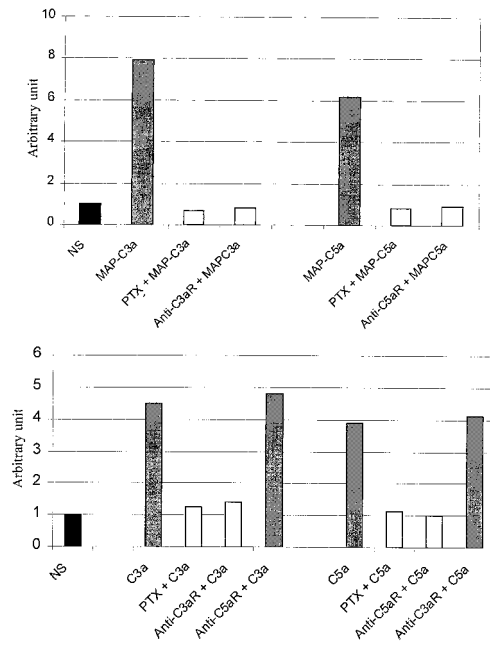 10
8
6
4
2
0
Arbitrary unit
NS
MAP-C3a
PTX + MAP-C3a
Anti-C3aR + MAPC3a
MAP-C5a
PTX + MAP-C5a
Anti-C5aR + MAPC5a
6
5
4
3
2
1
0
Arbitrary unit
NS
C3a
PTX + C3a
Anti-C3aR + C3a
Anti-C5aR + C3a
C5a
PTX + C5a
Anti-C5aR + C5a
Anti-C3aR + C5a